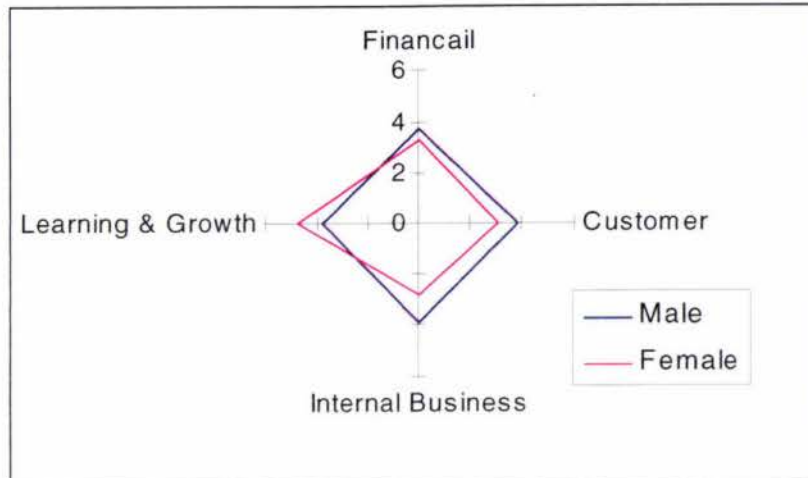 Financail
6
4
2
0
Learning & Growth
Customer
Male
Female
Internal Business